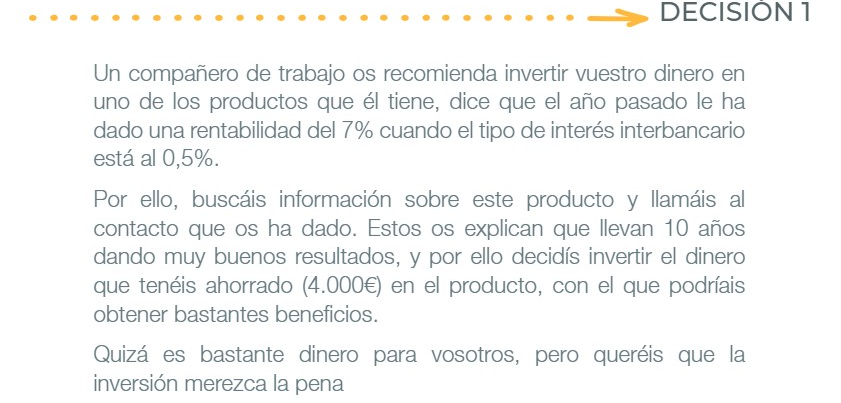 DECISIÓN 1
Un compañero de trabajo os recomienda invertir vuestro dinero en
uno de los productos que él tiene, dice que el año pasado le ha
dado una rentabilidad del 7% cuando el tipo de interés interbancario
está al 0,5%.
Por ello, buscáis información sobre este producto y llamáis al
contacto que os ha dado. Estos os explican que llevan 10 años
dando muy buenos resultados, y por ello decidís invertir el dinero
que tenéis ahorrado (4.000€) en el producto, con el que podríais
obtener bastantes beneficios.
Quizá es bastante dinero para vosotros, pero queréis que la
inversión merezca la pena